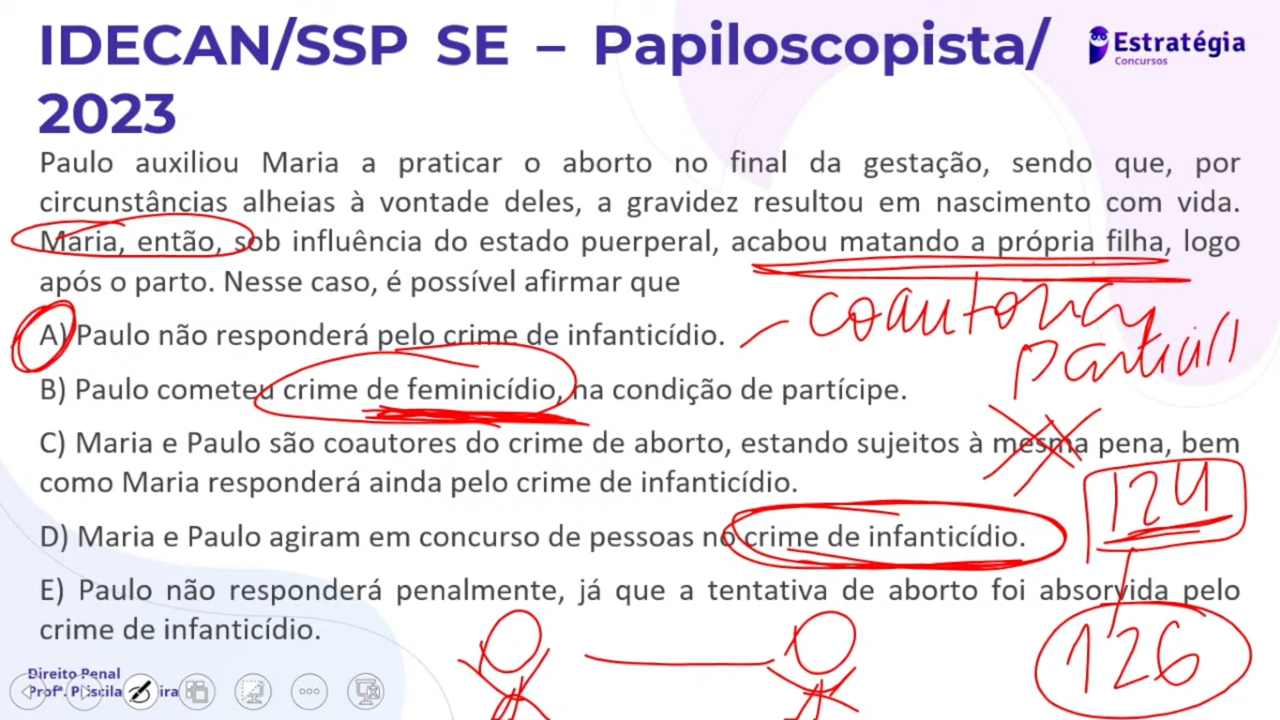 IDECAN/SSP SE – Papiloscopista/
2023
Estratégia
Concursos
Paulo auxiliou Maria a praticar o aborto no final da gestação, sendo que, por
circunstâncias alheias à vontade deles, a gravidez resultou em nascimento com vida.
Maria, então, sob influência do estado puerperal, acabou matando a própria filha, logo
após o parto. Nesse caso, é possível afirmar que
A) Paulo não responderá pelo crime de infanticídio.
coautoria
B) Paulo cometeu crime de feminicídio, na condição de partícipe.
C) Maria e Paulo são coautores do crime de aborto, estando sujeitos à mesma pena, bem
como Maria responderá ainda pelo crime de infanticídio.
124
D) Maria e Paulo agiram em concurso de pessoas no crime de infanticídio.
E) Paulo não responderá penalmente, já que a tentativa de aborto foi absorvida pelo
crime de infanticídio.
126
Direito Penal
Profª.